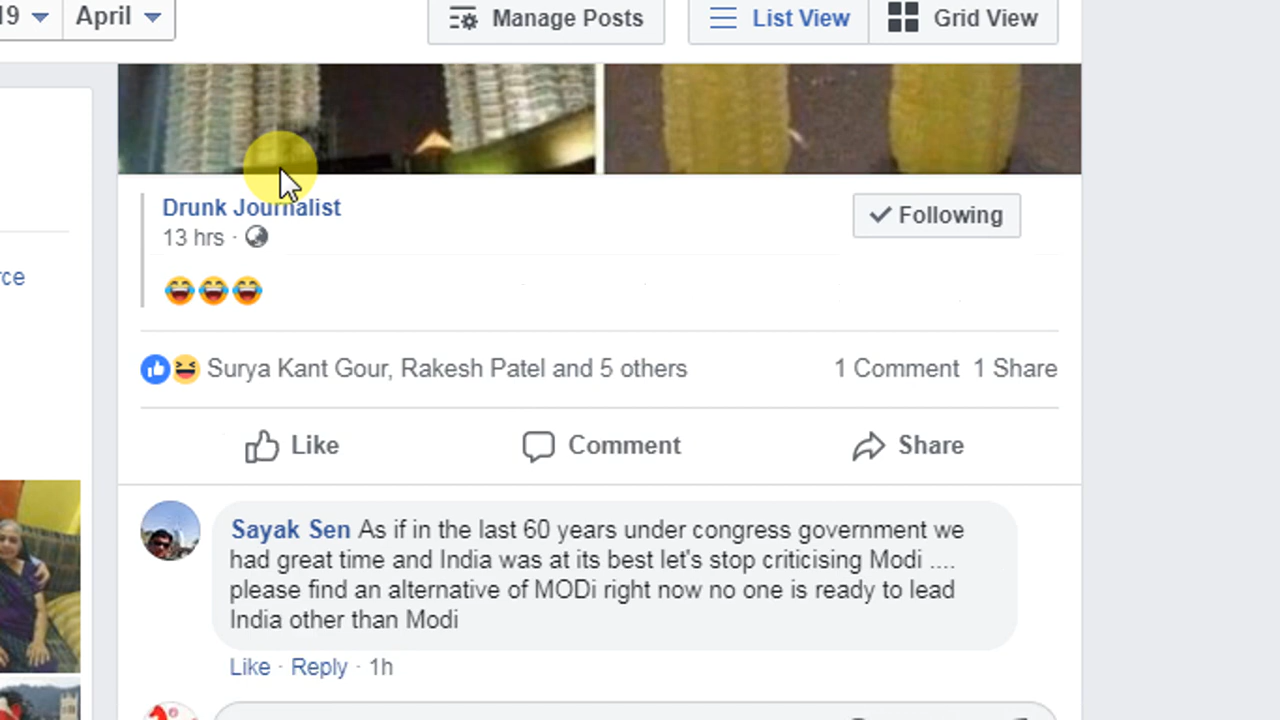 19 April Manage Posts List View Grid View
Drunk Journalist
Following
13 hrs ·
😂😂😂
Surya Kant Gour, Rakesh Patel and 5 others 1 Comment 1 Share
Like Comment Share
Sayak Sen As if in the last 60 years under congress government we
had great time and India was at its best let's stop criticising Modi ....
please find an alternative of MODi right now no one is ready to lead
India other than Modi
Like · Reply · 1h
rce